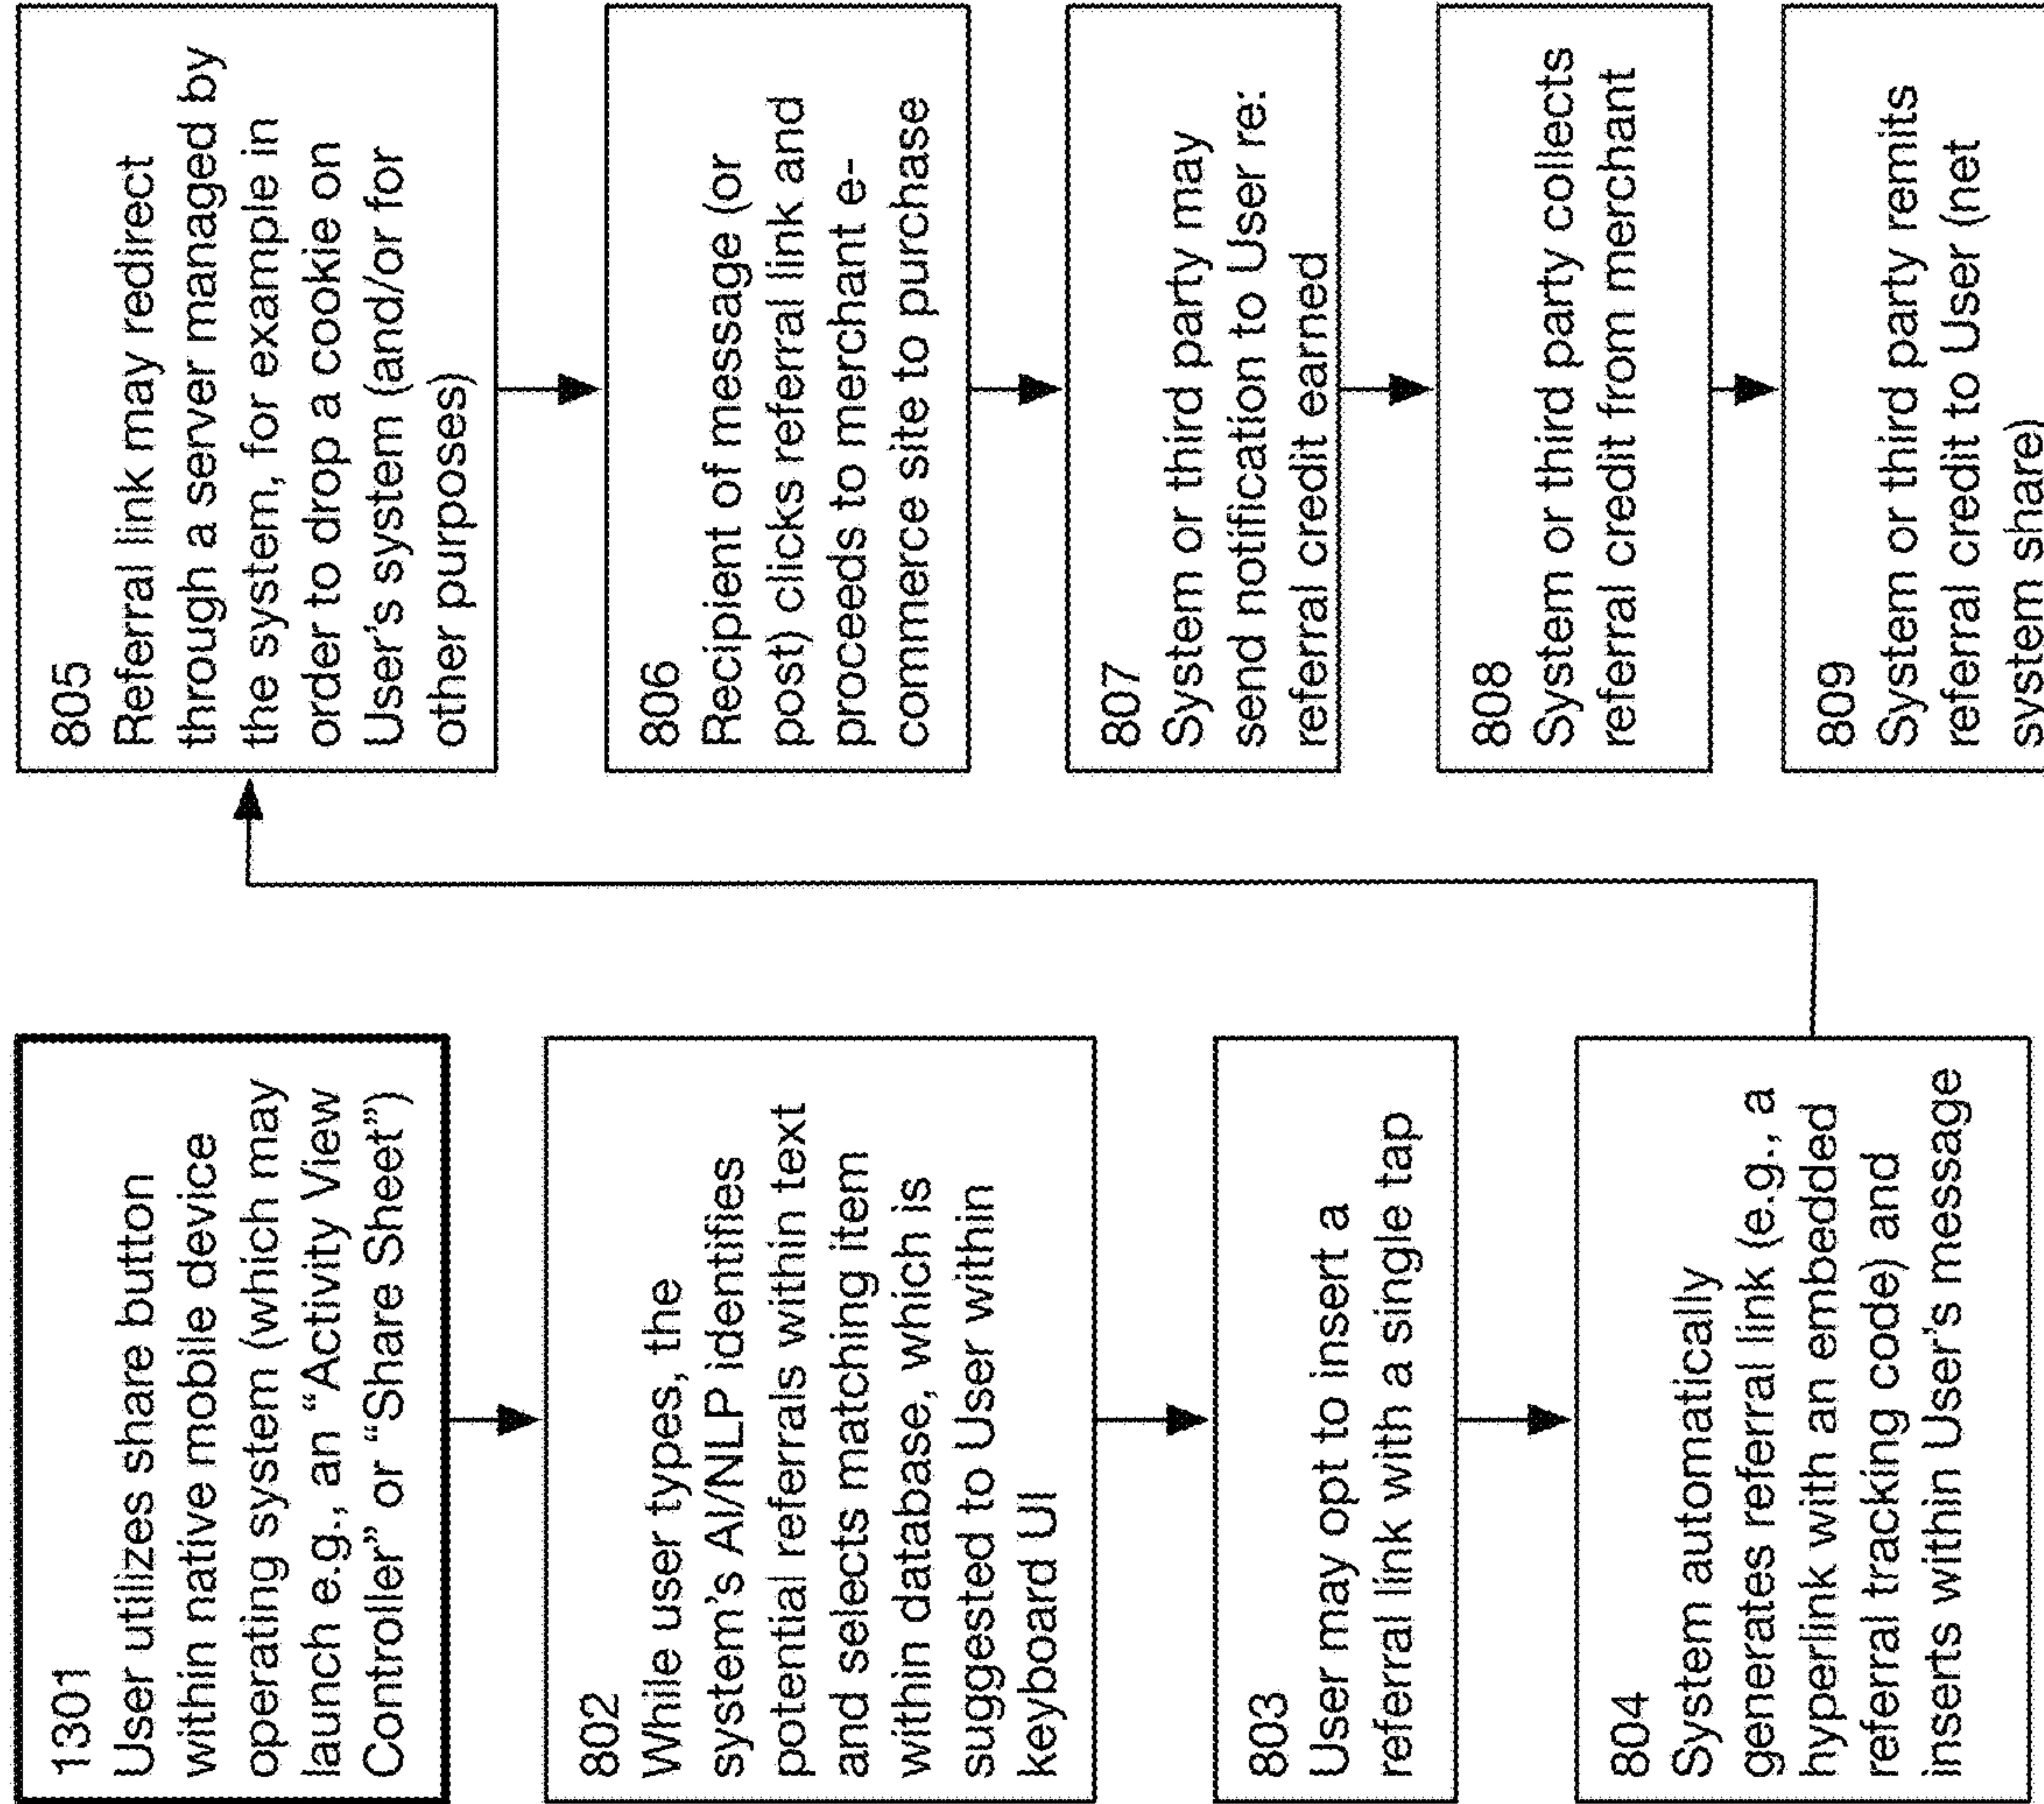 1301
User utilizes share button
within native mobile device
operating system (which may
launch e.g., an “Activity View
Controller” or “Share Sheet”)
802
While user types, the
system’s AI/NLP identifies
potential referrals within text
and selects matching item
within database, which is
suggested to User within
keyboard UI
803
User may opt to insert a
referral link with a single tap
804
System automatically
generates referral link (e.g., a
hyperlink with an embedded
referral tracking code) and
inserts within User's message
805
Referral link may redirect
through a server managed by
the system, for example in
order to drop a cookie on
User's system (and/or for
other purposes)
806
Recipient of message (or
post) clicks referral link and
proceeds to merchant e-
commerce site to purchase
807
System or third party may
send notification to User re:
referral credit earned
808
System or third party collects
referral credit from merchant
809
System or third party remits
referral credit to User (net
system share)